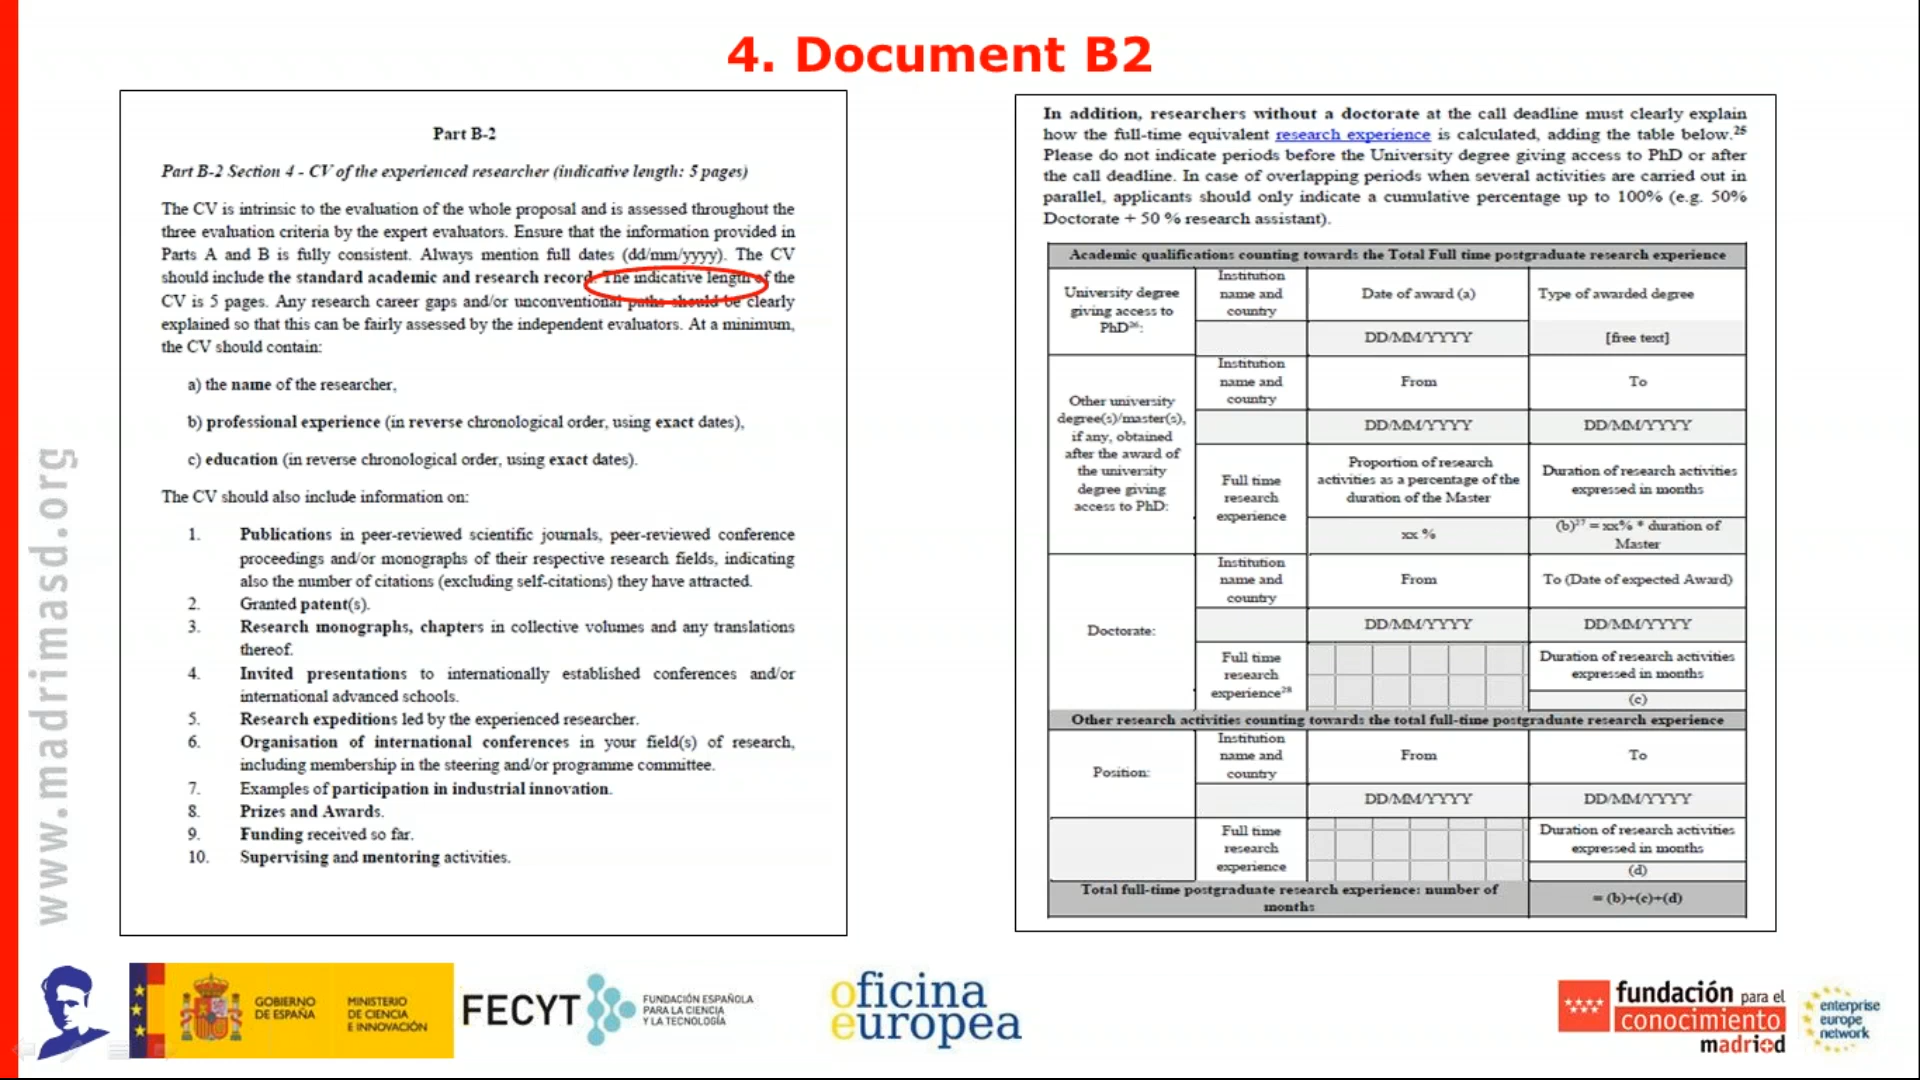 4. Document B2
Part B-2
Part B-2 Section 4 - CV of the experienced researcher (indicative length: 5 pages)
The CV is intrinsic to the evaluation of the whole proposal and is assessed throughout the
three evaluation criteria by the expert evaluators. Ensure that the information provided in
Parts A and B is fully consistent. Always mention full dates (dd/mm/yyyy). The CV
should include the standard academic and research record. The indicative length of the
CV is 5 pages. Any research career gaps and/or unconventional paths should be clearly
explained so that this can be fairly assessed by the independent evaluators. At a minimum,
the CV should contain:
a) the name of the researcher,
b) professional experience (in reverse chronological order, using exact dates),
c) education (in reverse chronological order, using exact dates).
The CV should also include information on:
1. Publications in peer-reviewed scientific journals, peer-reviewed conference
proceedings and/or monographs of their respective research fields, indicating
also the number of citations (excluding self-citations) they have attracted.
2. Granted patent(s).
3. Research monographs, chapters in collective volumes and any translations
thereof.
4. Invited presentations to internationally established conferences and/or
international advanced schools.
5. Research expeditions led by the experienced researcher.
6. Organisation of international conferences in your field(s) of research,
including membership in the steering and/or programme committee.
7. Examples of participation in industrial innovation.
8. Prizes and Awards.
9. Funding received so far.
10. Supervising and mentoring activities.
In addition, researchers without a doctorate at the call deadline must clearly explain
how the full-time equivalent research experience is calculated, adding the table below.25
Please do not indicate periods before the University degree giving access to PhD or after
the call deadline. In case of overlapping periods when several activities are carried out in
parallel, applicants should only indicate a cumulative percentage up to 100% (e.g. 50%
Doctorate + 50 % research assistant).
Academic qualifications counting towards the Total Full time postgraduate research experience
University degree
giving access to
PhD26:
Institution
name and
country
Date of award (a)
Type of awarded degree
DD/MM/YYYY
[free text]
Other university
degree(s)/master(s),
if any, obtained
after the award of
the university
degree giving
access to PhD:
Institution
name and
country
From
To
DD/MM/YYYY
DD/MM/YYYY
Full time
research
experience
Proportion of research
activities as a percentage of the
duration of the Master
Duration of research activities
expressed in months
xx %
(b)27 = xx% * duration of
Master
Doctorate:
Institution
name and
country
From
To (Date of expected Award)
DD/MM/YYYY
DD/MM/YYYY
Full time
research
experience28
Duration of research activities
expressed in months
(c)
Other research activities counting towards the total full-time postgraduate research experience
Position:
Institution
name and
country
From
To
DD/MM/YYYY
DD/MM/YYYY
Full time
research
experience
Duration of research activities
expressed in months
(d)
Total full-time postgraduate research experience: number of
months
= (b)+(c)+(d)
www.madrimasd.org
GOBIERNO
DE ESPAÑA
MINISTERIO
DE CIENCIA
E INNOVACIÓN
FECYT
FUNDACIÓN ESPAÑOLA
PARA LA CIENCIA
Y LA TECNOLOGÍA
oficina
europea
fundación para el
conocimiento
madri+d
enterprise
europe
network